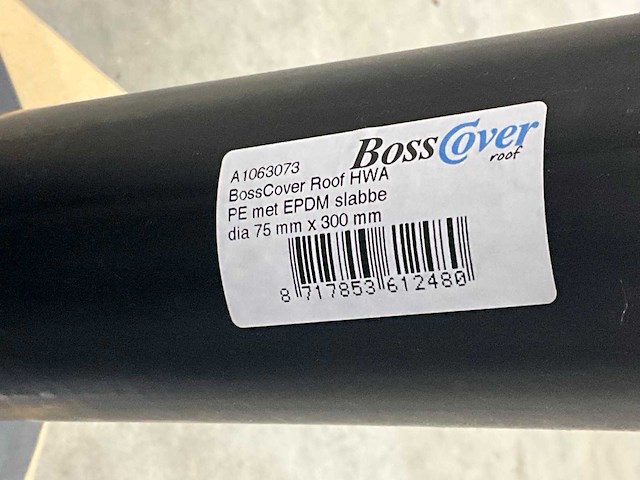 BossCover
roof
A1063073
BossCover Roof HWA
PE met EPDM slabbe
dia 75 mm x 300 mm
8 717853 612480